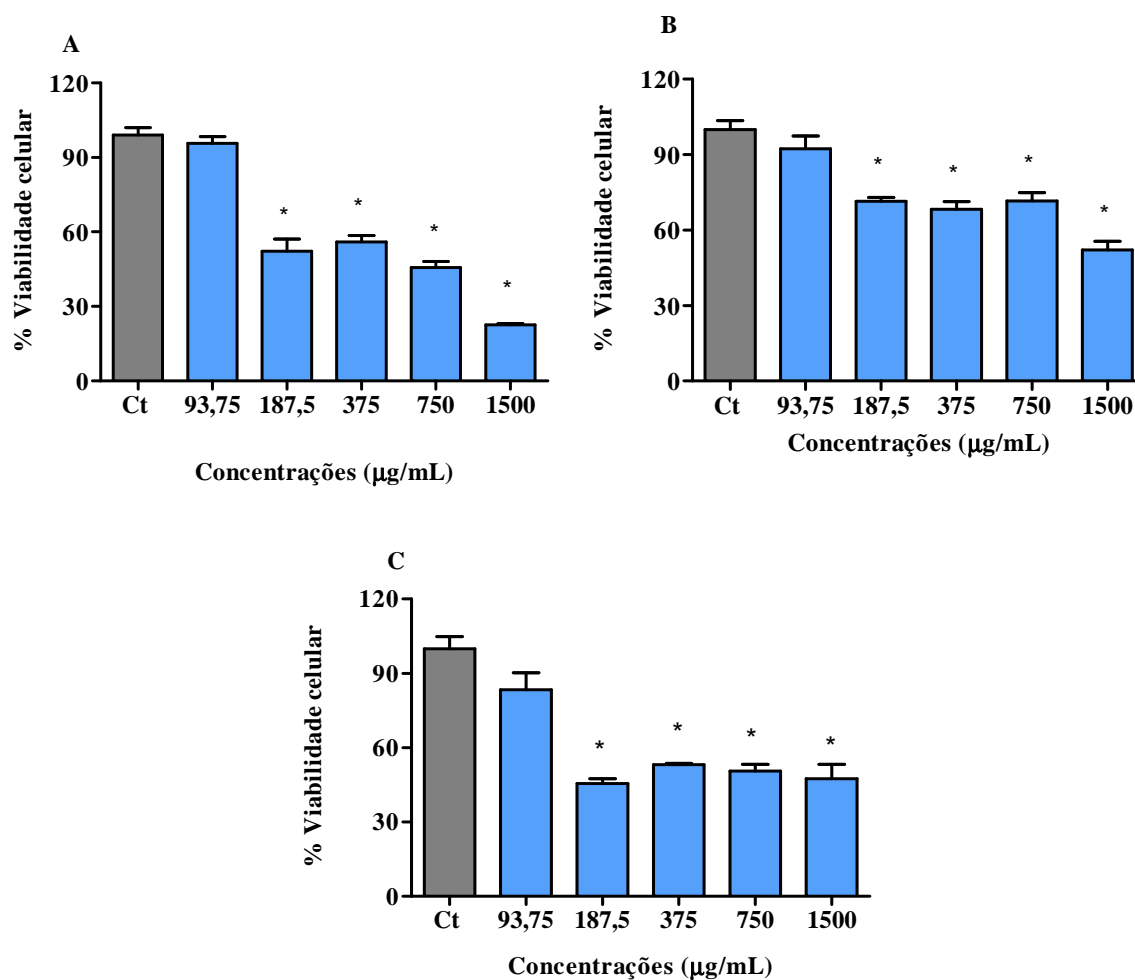 A
% Viabilidade celular
120
90
60
30
0
* * * *
Ct 93,75 187,5 375 750 1500
Concentrações (µg/mL)
B
% Viabilidade celular
120
90
60
30
0
* * * *
Ct 93,75 187,5 375 750 1500
Concentrações (µg/mL)
C
% Viabilidade celular
120
90
60
30
0
* * * *
Ct 93,75 187,5 375 750 1500
Concentrações (µg/mL)